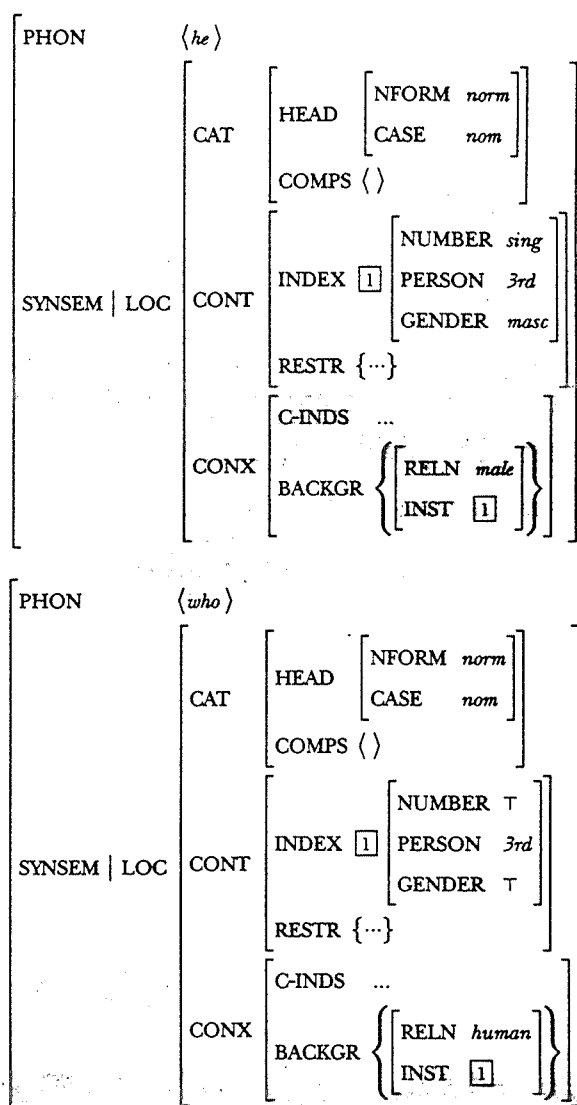 PHON ⟨he⟩
NFORM norm
HEAD
CAT CASE nom
COMPS ⟨ ⟩
NUMBER sing
INDEX [1] PERSON 3rd
SYNSEM | LOC CONT GENDER masc
RESTR {···}
C-INDS ...
CONX RELN male
BACKGR
INST [1]
PHON ⟨who⟩
NFORM norm
HEAD
CAT CASE nom
COMPS ⟨ ⟩
NUMBER ⊤
INDEX [1] PERSON 3rd
SYNSEM | LOC CONT GENDER ⊤
RESTR {···}
C-INDS ...
CONX RELN human
BACKGR
INST [1]